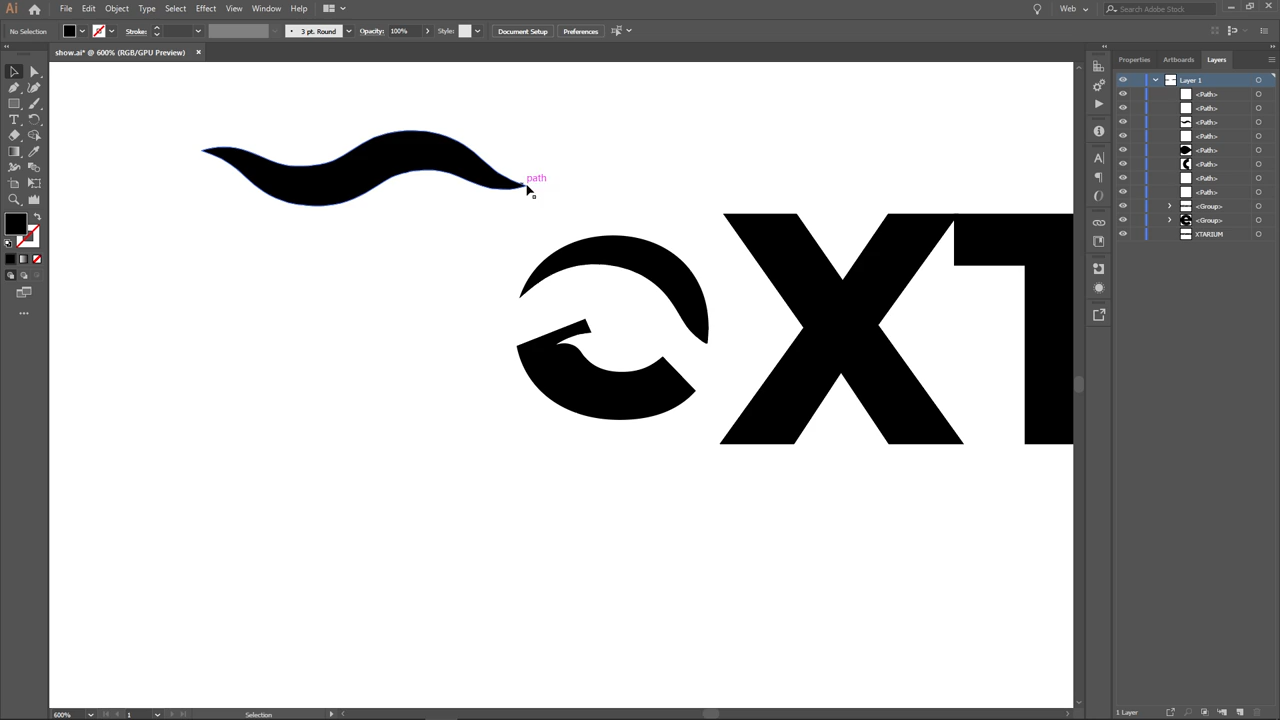 Ai File Edit Object Type Select Effect View Window Help Web Search Adobe Stock
No Selection Stroke: 3 pt. Round Opacity: 100% Style: Document Setup Preferences
show.ai* @ 600% (RGB/GPU Preview) ×
Properties Artboards Layers
Layer 1
<Path>
<Path>
<Path>
<Path>
<Path>
<Path>
<Path>
<Path>
<Group>
<Group>
XTARIUM
path
XT
600% 1 Selection 1 Layer